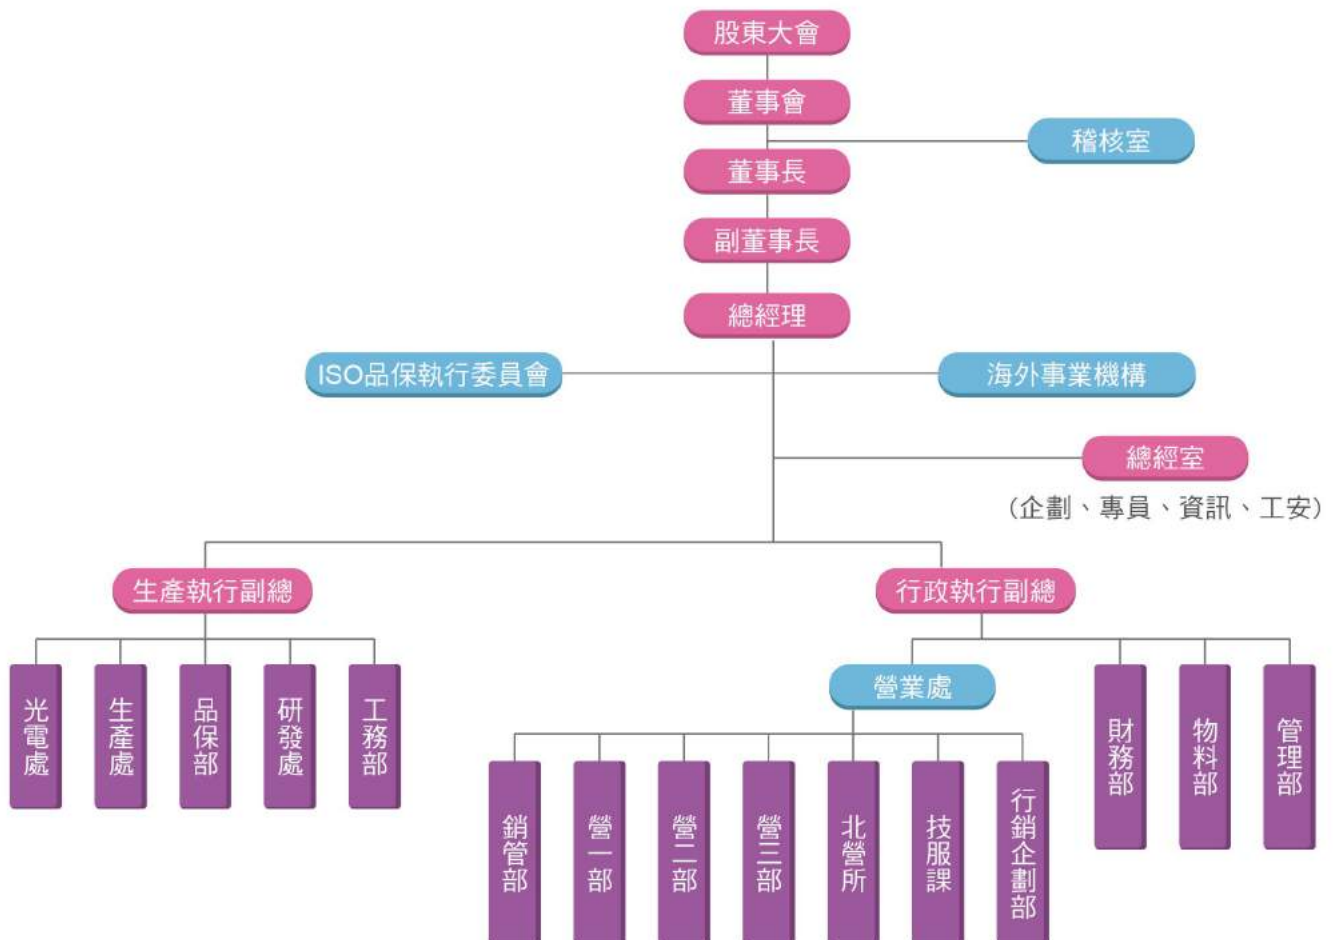 股東大會
董事會
稽核室
董事長
副董事長
總經理
ISO品保執行委員會
海外事業機構
總經室
(企劃、專員、資訊、工安)
生產執行副總
行政執行副總
光電處
生產處
品保部
研發處
工務部
營業處
財務部
物料部
管理部
銷管部
營一部
營二部
營三部
北營所
技服課
行銷企劃部